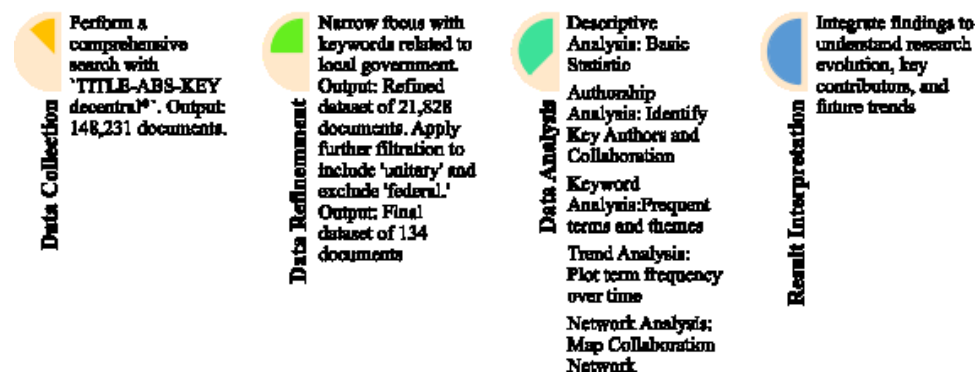 Data Collection
Perform a
comprehensive
search with
`TITLE-ABS-KEY
decentral*`. Output:
148,231 documents.
Data Refinement
Narrow focus with
keywords related to
local government.
Output: Refined
dataset of 21,828
documents. Apply
further filtration to
include 'unitary' and
exclude 'federal.'
Output: Final
dataset of 134
documents
Data Analysis
Descriptive
Analysis: Basic
Statistic
Authorship
Analysis: Identify
Key Authors and
Collaboration
Keyword
Analysis:Frequent
terms and themes
Trend Analysis:
Plot term frequency
over time
Network Analysis:
Map Collaboration
Network
Result Interpretation
Integrate findings to
understand research
evolution, key
contributors, and
future trends